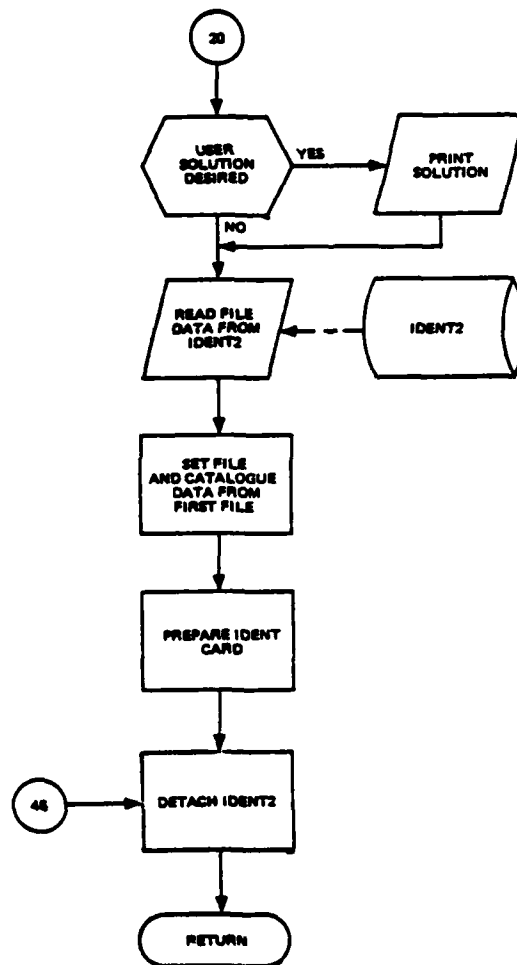 20
USER
SOLUTION
DESIRED
YES
PRINT
SOLUTION
NO
READ FILE
DATA FROM
IDENT2
IDENT2
SET FILE
AND CATALOGUE
DATA FROM
FIRST FILE
PREPARE IDENT
CARD
46
DETACH IDENT2
RETURN